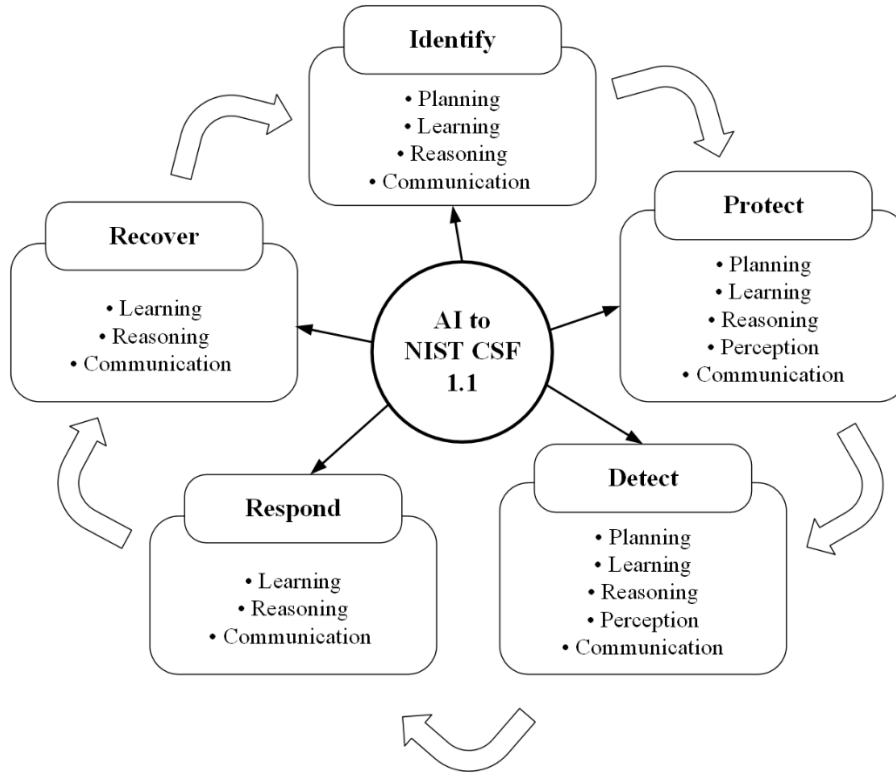 Identify
• Planning
• Learning
• Reasoning
• Communication
Protect
• Planning
• Learning
• Reasoning
• Perception
• Communication
Recover
• Learning
• Reasoning
• Communication
AI to
NIST CSF
1.1
Detect
• Planning
• Learning
• Reasoning
• Perception
• Communication
Respond
• Learning
• Reasoning
• Communication